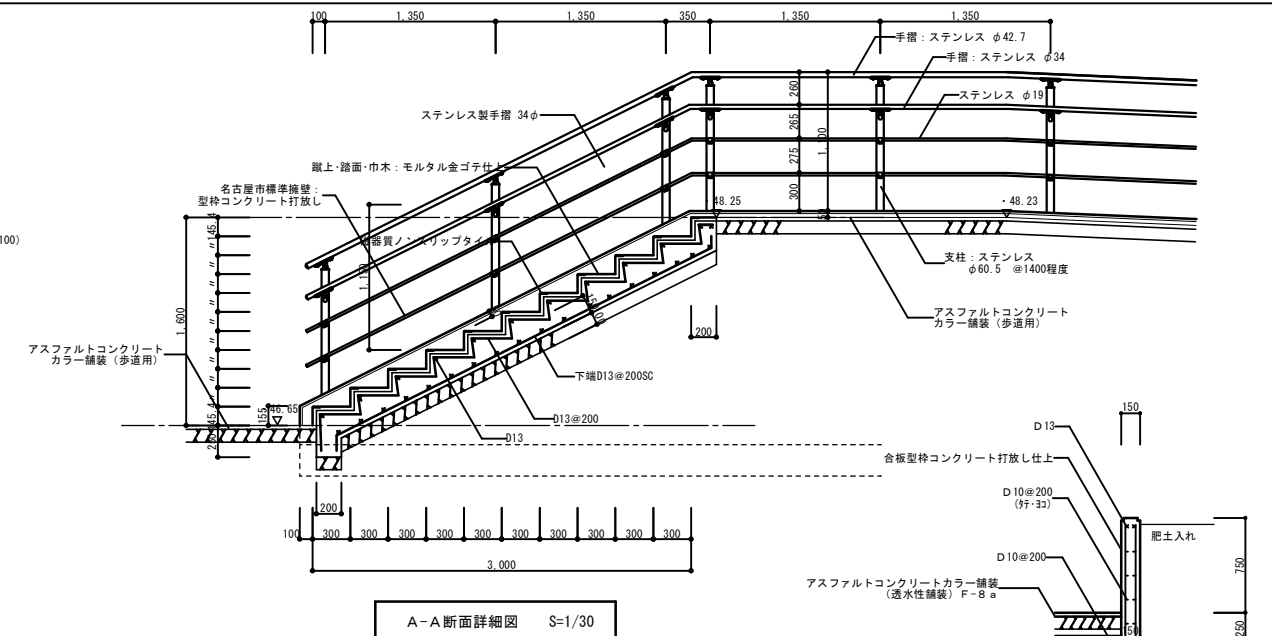 100
1,350
1,350
350
1,350
1,350
手摺：ステンレス φ42.7
手摺：ステンレス φ34
ステンレス φ19
ステンレス製手摺 34φ
260
265
275
300
50
蹴上・踏面・巾木：モルタル金ゴテ仕上
名古屋市標準擁壁：
型枠コンクリート打放し
器質ノンスリップタイル
・48.25
・48.23
支柱：ステンレス
φ60.5 @1400程度
アスファルトコンクリート
カラー舗装（歩道用）
100)
145.4
〃
〃
〃
〃
〃
〃
〃
〃
145.4
1,600
アスファルトコンクリート
カラー舗装（歩道用）
155
46.65
150
200
下端D13@200SC
D13@200
D13
200
100
300
300
300
300
300
300
300
300
300
300
3,000
A-A断面詳細図 S=1/30
150
D13
合板型枠コンクリート打放し仕上
D10@200
(ﾀﾃ・ﾖｺ)
肥土入れ
D10@200
アスファルトコンクリートカラー舗装
（透水性舗装）F-8a
750
250
150